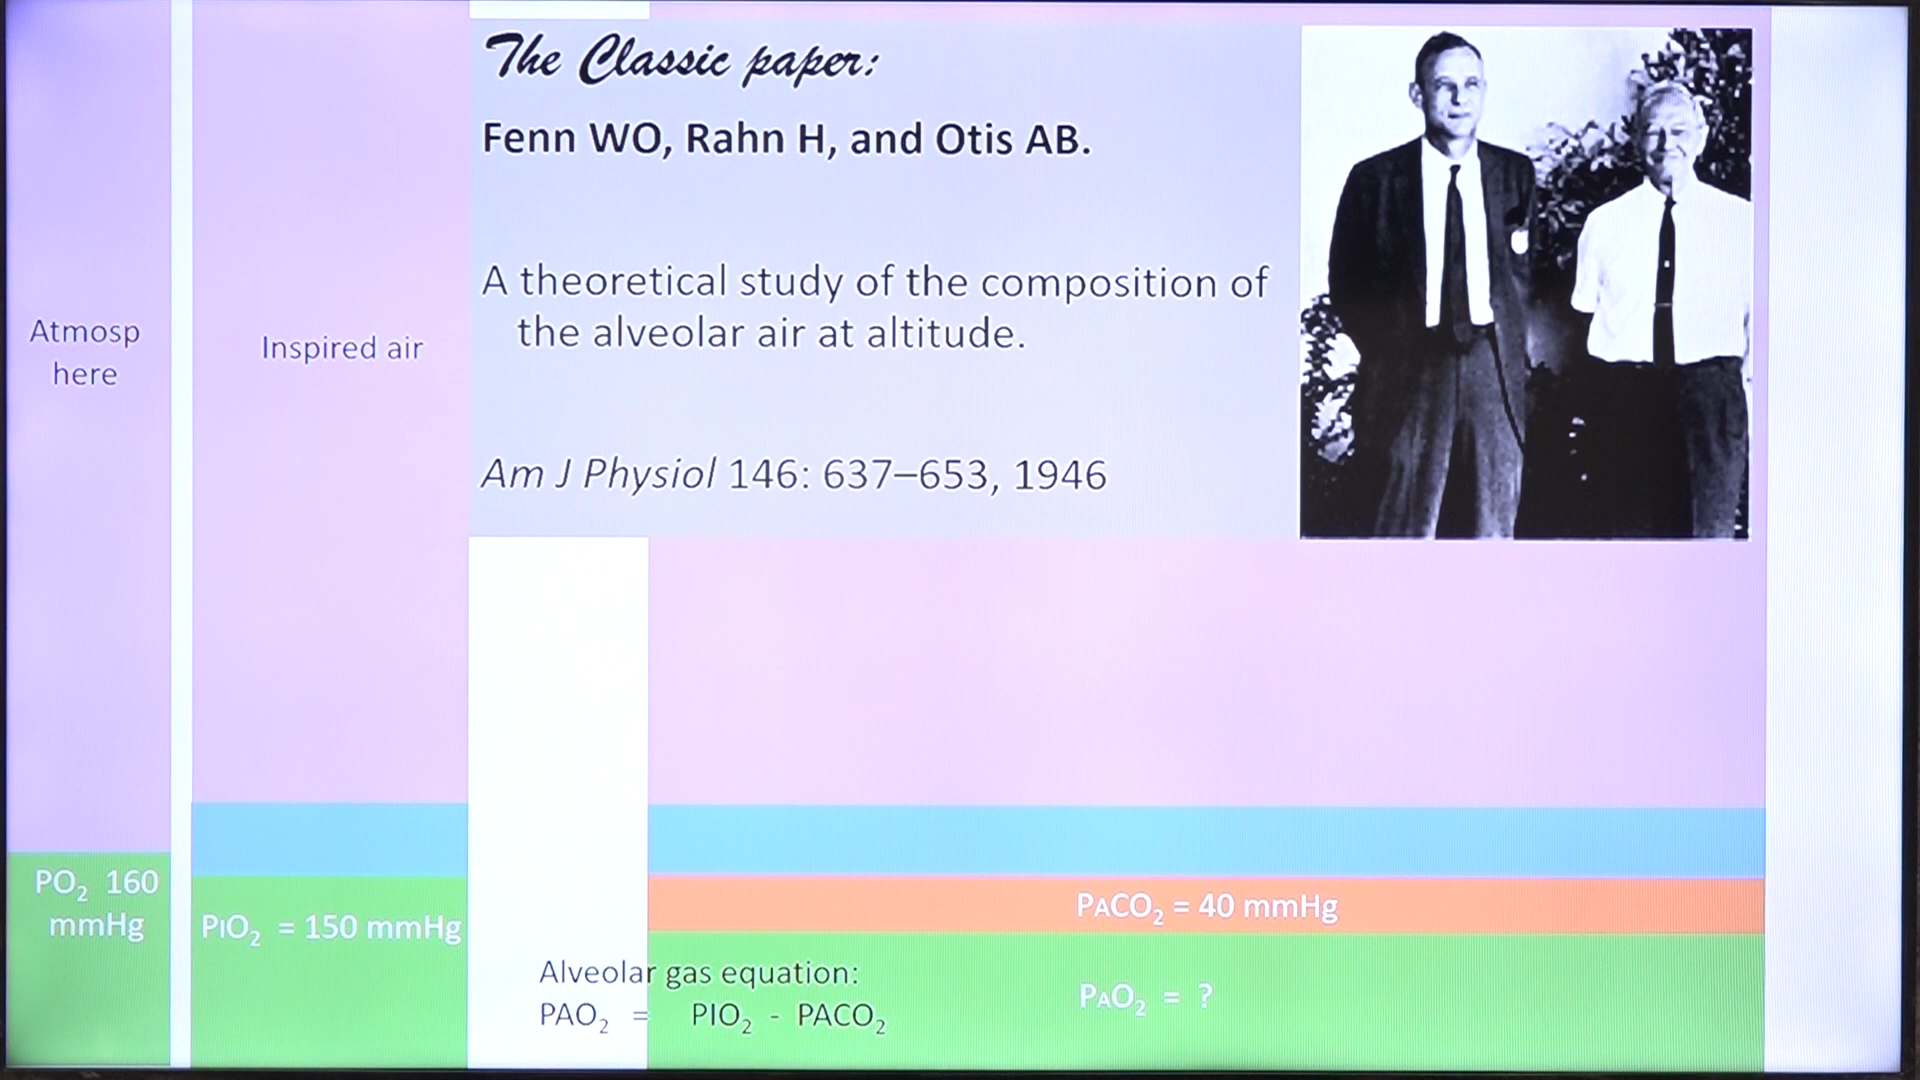 The Classic paper:
Fenn WO, Rahn H, and Otis AB.
A theoretical study of the composition of
the alveolar air at altitude.
Am J Physiol 146: 637–653, 1946
Atmosp
here
Inspired air
PO₂ 160
mmHg
PIO₂ = 150 mmHg
PACO₂ = 40 mmHg
PAO₂ = ?
Alveolar gas equation:
PAO₂ = PIO₂ - PACO₂